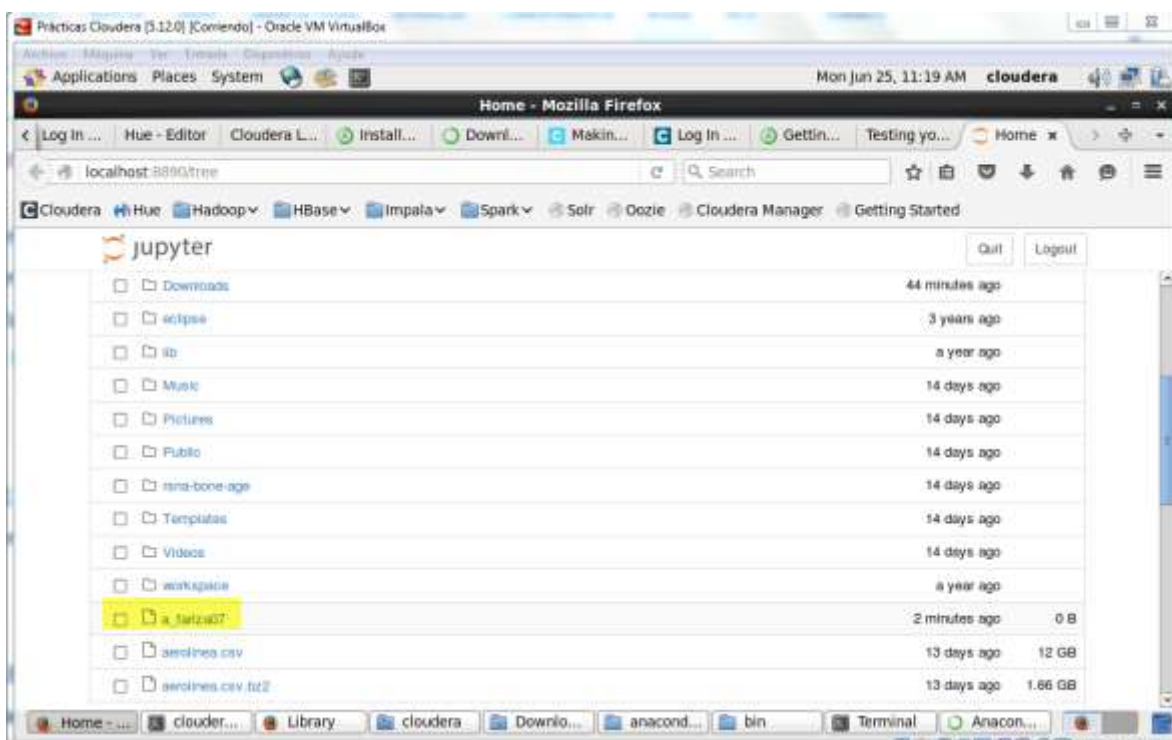 Prácticas Cloudera [5.12.0] [Corriendo] - Oracle VM VirtualBox
Archivo Máquina Ver Entrada Dispositivos Ayuda
Applications Places System Mon Jun 25, 11:19 AM cloudera
Home - Mozilla Firefox
Log In ... Hue - Editor Cloudera L... Install... Downl... Makin... Log In ... Gettin... Testing yo... Home
localhost:8890/tree Search
Cloudera Hue Hadoop HBase Impala Spark Solr Oozie Cloudera Manager Getting Started
jupyter Quit Logout
Downloads 44 minutes ago
eclipse 3 years ago
lib a year ago
Music 14 days ago
Pictures 14 days ago
Public 14 days ago
rsna-bone-age 14 days ago
Templates 14 days ago
Videos 14 days ago
workspace a year ago
2 minutes ago 0 B
aerolinea.csv 13 days ago 12 GB
aerolinea.csv.bz2 13 days ago 1.66 GB
Home - ... clouder... Library cloudera Downlo... anacond... bin Terminal Anacon...